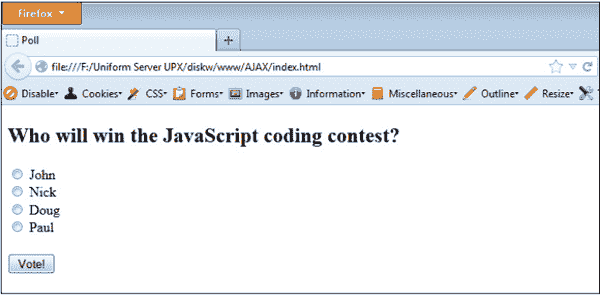 Firefox
Poll
file:///F:/Uniform Server UPX/diskw/www/AJAX/index.html
Disable Cookies CSS Forms Images Information Miscellaneous Outline Resize
Who will win the JavaScript coding contest?
John
Nick
Doug
Paul
Vote!